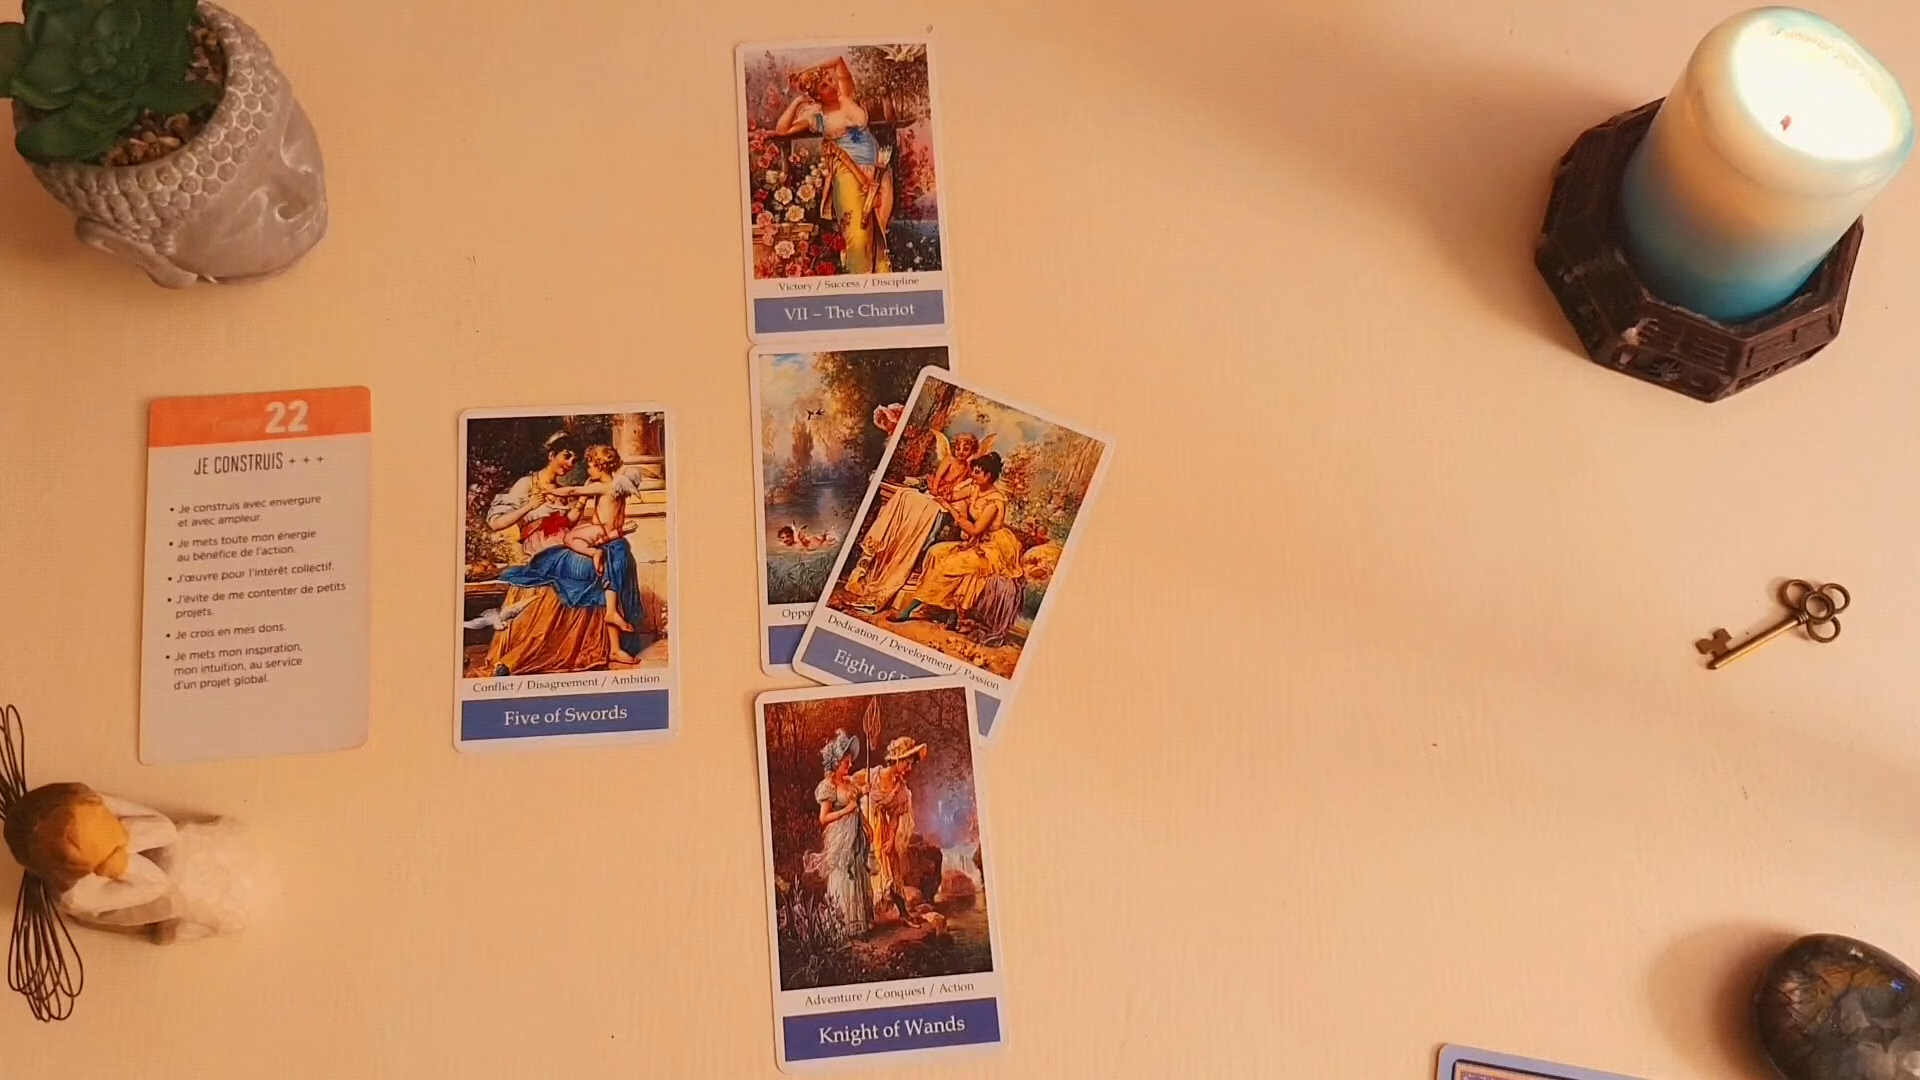 22
JE CONSTRUIS + + +
• Je construis avec envergure
et avec ampleur.
• Je mets toute mon énergie
au bénéfice de l'action.
• J'œuvre pour l'intérêt collectif.
• J'évite de me contenter de petits
projets.
• Je crois en mes dons.
• Je mets mon inspiration,
mon intuition, au service
d'un projet global.
Conflict / Disagreement / Ambition
Five of Swords
Victory / Success / Discipline
VII – The Chariot
Dedication / Development / Passion
Eight of
Adventure / Conquest / Action
Knight of Wands